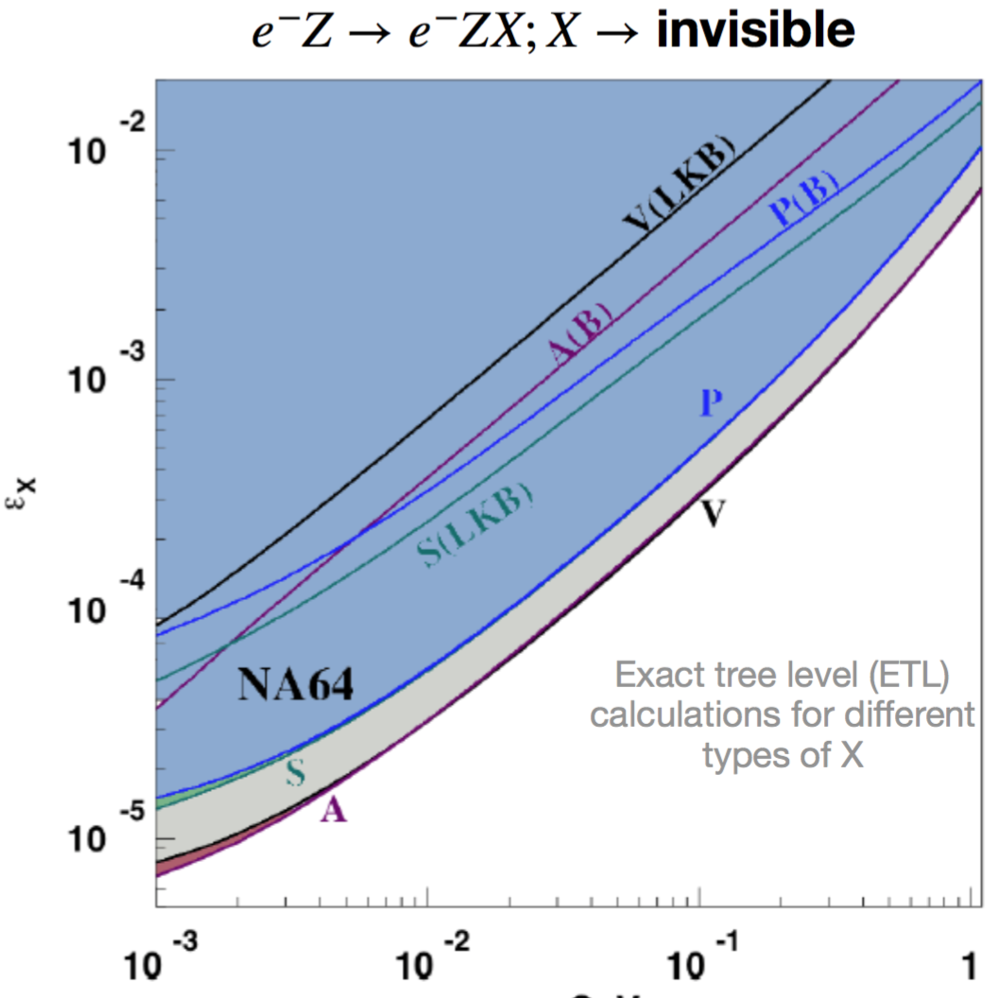 e⁻Z → e⁻ZX; X → invisible
10⁻²
10⁻³
10⁻⁴
10⁻⁵
εX
V(LKB)
P(B)
A(B)
P
S(LKB)
V
NA64
S
A
Exact tree level (ETL)
calculations for different
types of X
10⁻³ 10⁻² 10⁻¹ 1